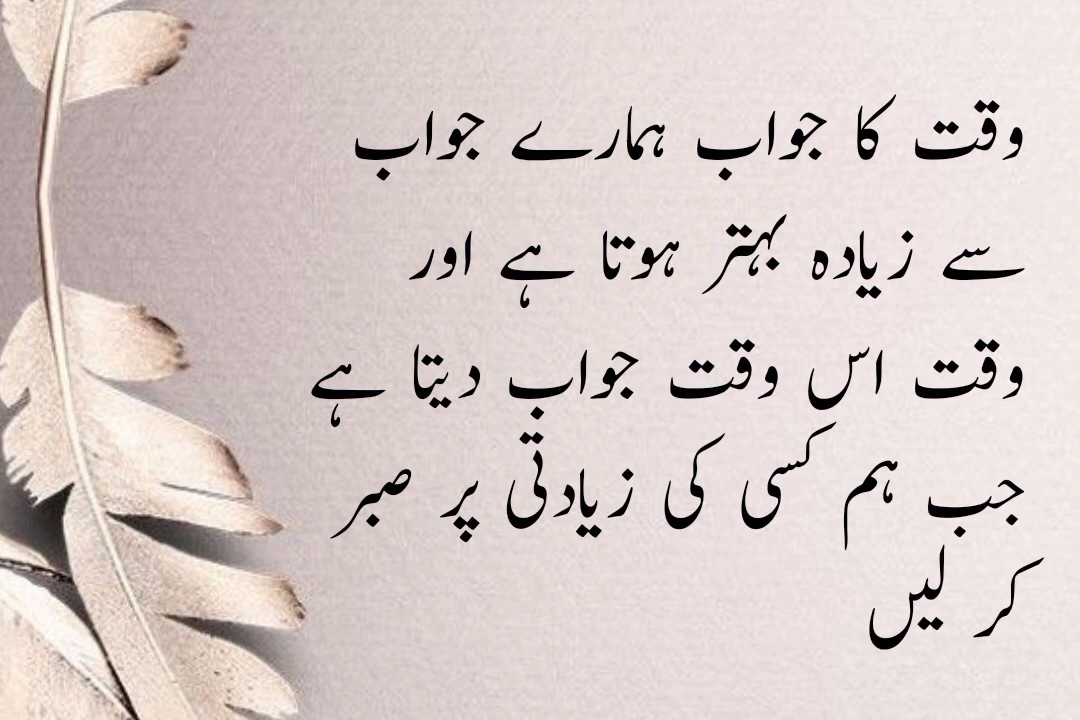 وقت کا جواب ہمارے جواب
سے زیادہ بہتر ہوتا ہے اور
وقت اس وقت جواب دیتا ہے
جب ہم کسی کی زیادتی پر صبر
کر لیں